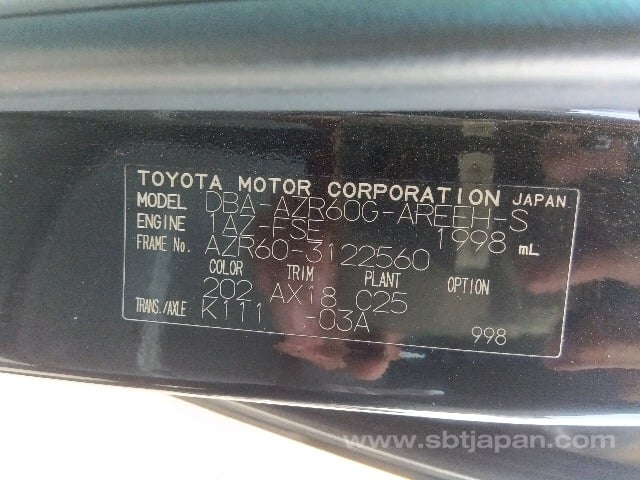 TOYOTA MOTOR CORPORATION JAPAN
MODEL DBA-AZR60G-AREEH-S
ENGINE 1AZ-FSE 1998 mL
FRAME No. AZR60-3122560
COLOR TRIM PLANT OPTION
202 AX18 C25
TRANS./AXLE K111 -03A
998
www.sbtjapan.com